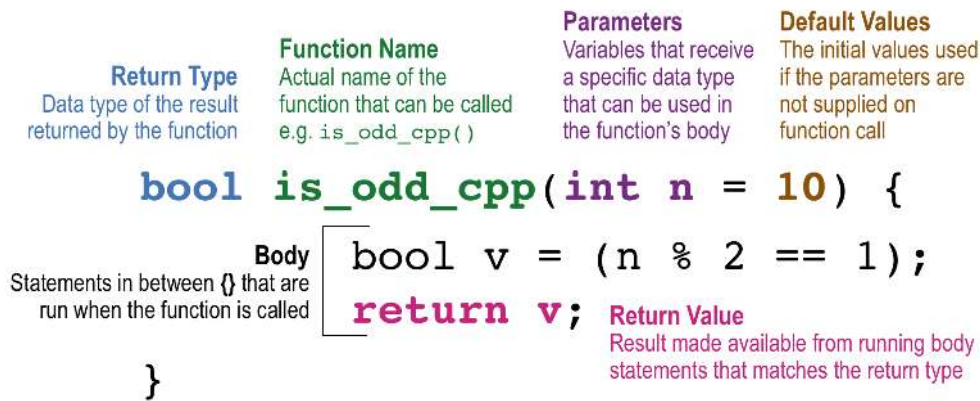 Return Type
Data type of the result
returned by the function
Function Name
Actual name of the
function that can be called
e.g. is_odd_cpp()
Parameters
Variables that receive
a specific data type
that can be used in
the function's body
Default Values
The initial values used
if the parameters are
not supplied on
function call
bool is_odd_cpp(int n = 10) {
Body
Statements in between {} that are
run when the function is called
bool v = (n % 2 == 1);
return v;
Return Value
Result made available from running body
statements that matches the return type
}